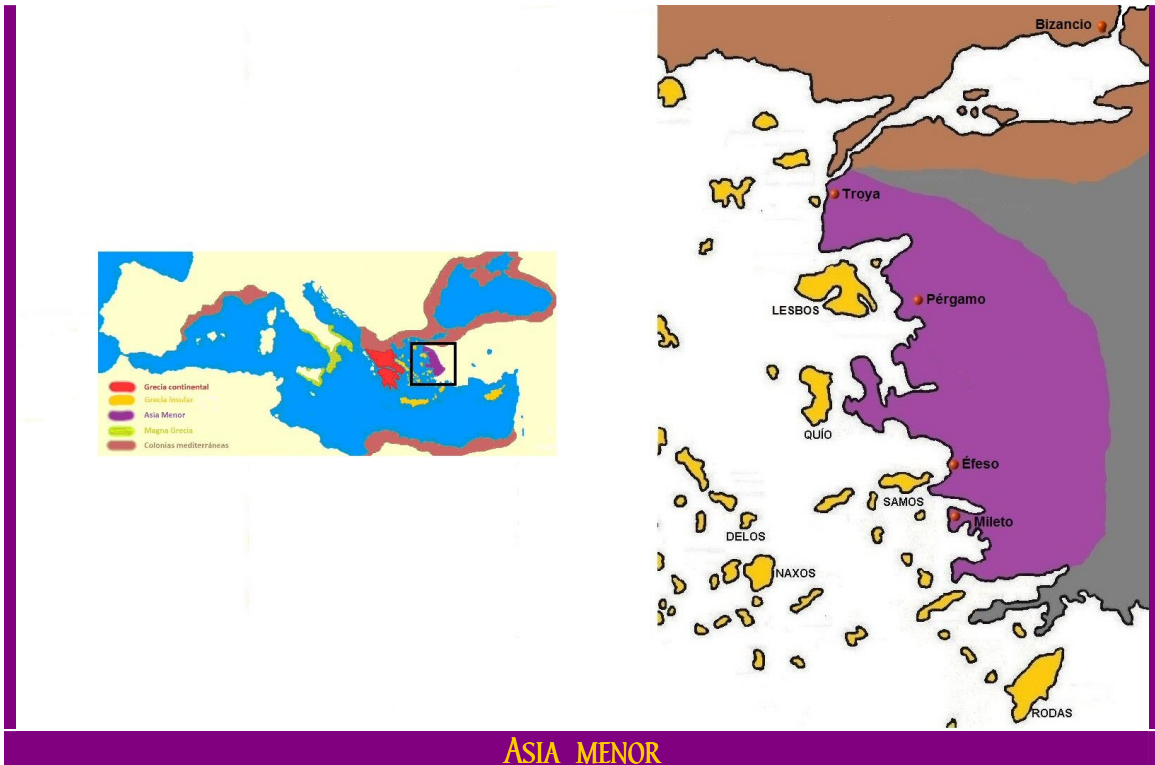 Grecia continental
Grecia Insular
Asia Menor
Magna Grecia
Colonias mediterráneas
Bizancio
Troya
Pérgamo
LESBOS
QUÍO
Éfeso
SAMOS
Mileto
DELOS
NAXOS
RODAS
ASIA MENOR